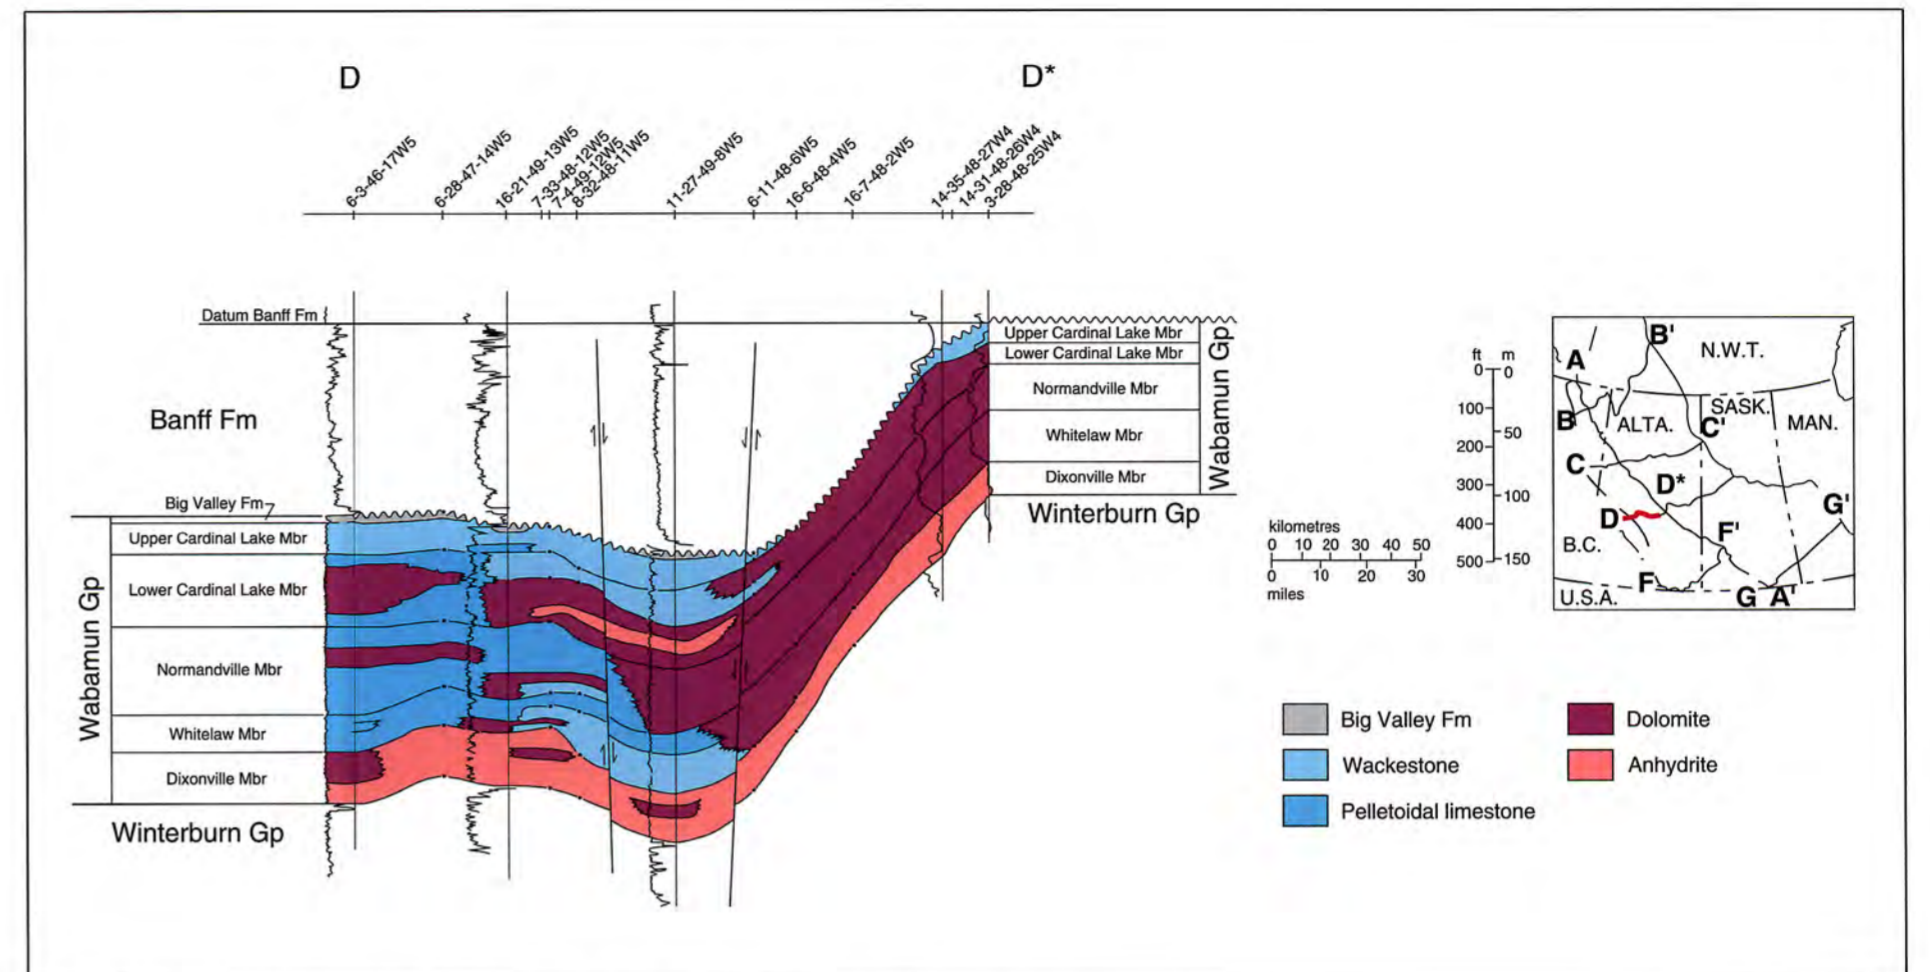 D
D*
6-3-46-17W5
6-28-47-14W5
16-21-49-13W5
7-33-48-12W5
7-4-49-12W5
8-32-48-11W5
11-27-49-8W5
6-11-48-6W5
16-6-48-4W5
16-7-48-2W5
14-35-48-27W4
14-31-48-26W4
3-28-48-25W4
Datum Banff Fm
Banff Fm
Big Valley Fm
Wabamun Gp
Upper Cardinal Lake Mbr
Lower Cardinal Lake Mbr
Normandville Mbr
Whitelaw Mbr
Dixonville Mbr
Winterburn Gp
Upper Cardinal Lake Mbr
Lower Cardinal Lake Mbr
Normandville Mbr
Whitelaw Mbr
Dixonville Mbr
Wabamun Gp
Winterburn Gp
kilometres
0 10 20 30 40 50
0 10 20 30
miles
ft m
0 0
100
50
200
300
100
400
500
150
A
B'
N.W.T.
B
ALTA.
SASK.
MAN.
C'
C
D*
D
G'
F'
B.C.
F
G A'
U.S.A.
Big Valley Fm
Wackestone
Pelletoidal limestone
Dolomite
Anhydrite